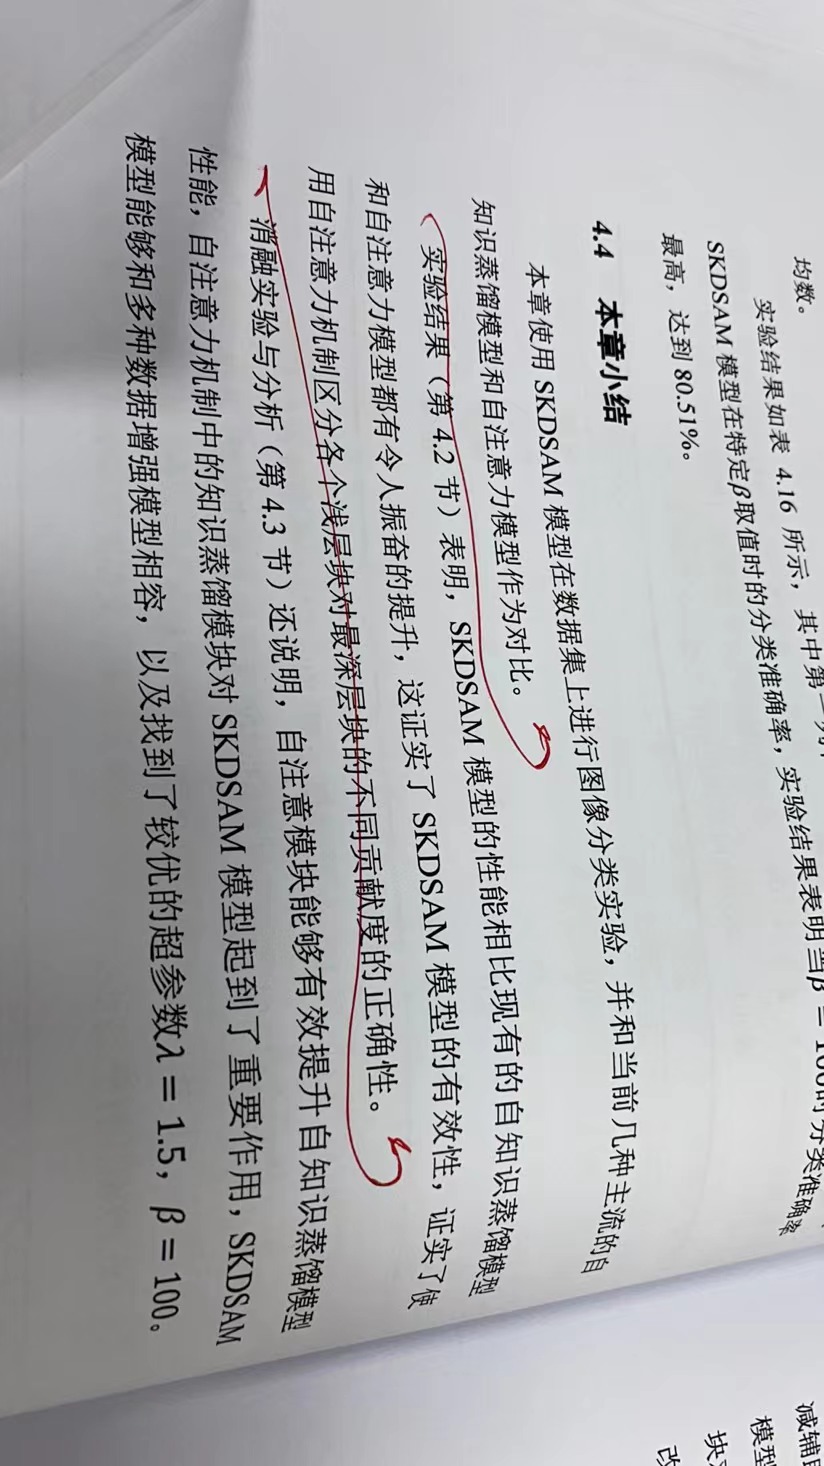 均数。
实验结果如表 4.16 所示，其中第
SKDSAM 模型在特定β取值时的分类准确率，实验结果表明当β = 100时分类准确率
最高，达到 80.51%。
4.4 本章小结
本章使用 SKDSAM 模型在数据集上进行图像分类实验，并和当前几种主流的自
知识蒸馏模型和自注意力模型作为对比。
实验结果（第 4.2 节）表明，SKDSAM 模型的性能相比现有的自知识蒸馏模型
和自注意力模型都有令人振奋的提升，这证实了 SKDSAM 模型的有效性，证实了使
用自注意力机制区分各个浅层块对最深层块的不同贡献度的正确性。
消融实验与分析（第 4.3 节）还说明，自注意模块能够有效提升自知识蒸馏模型
性能，自注意力机制中的知识蒸馏模块对 SKDSAM 模型起到了重要作用，SKDSAM
模型能够和多种数据增强模型相容，以及找到了较优的超参数λ = 1.5，β = 100。
减辅
模型
块
改